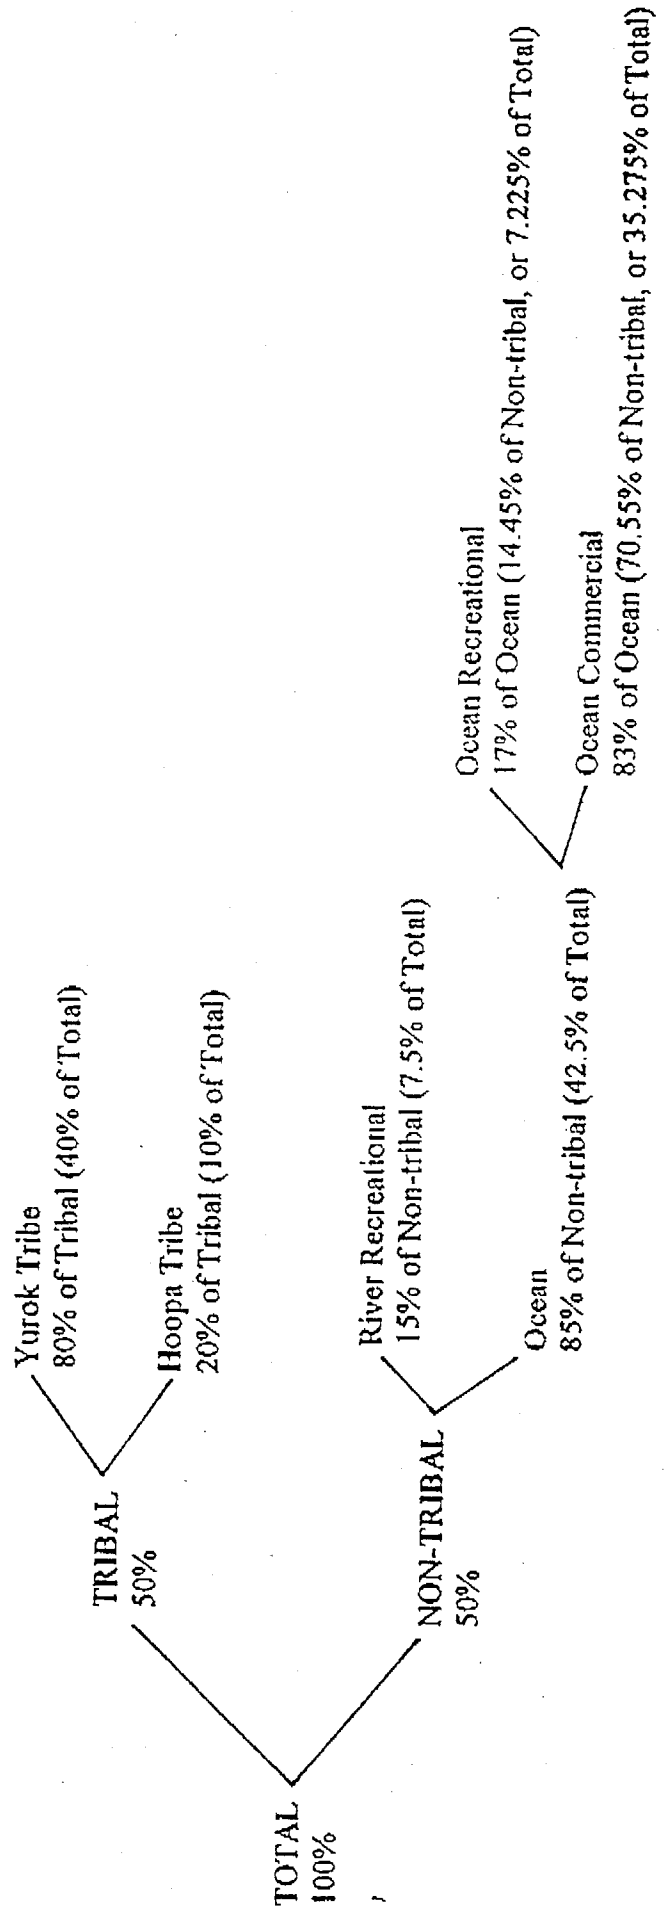 TOTAL
100%
TRIBAL
50%
Yurok Tribe
80% of Tribal (40% of Total)
Hoopa Tribe
20% of Tribal (10% of Total)
NON-TRIBAL
50%
River Recreational
15% of Non-tribal (7.5% of Total)
Ocean
85% of Non-tribal (42.5% of Total)
Ocean Recreational
17% of Ocean (14.45% of Non-tribal, or 7.225% of Total)
Ocean Commercial
83% of Ocean (70.55% of Non-tribal, or 35.275% of Total)